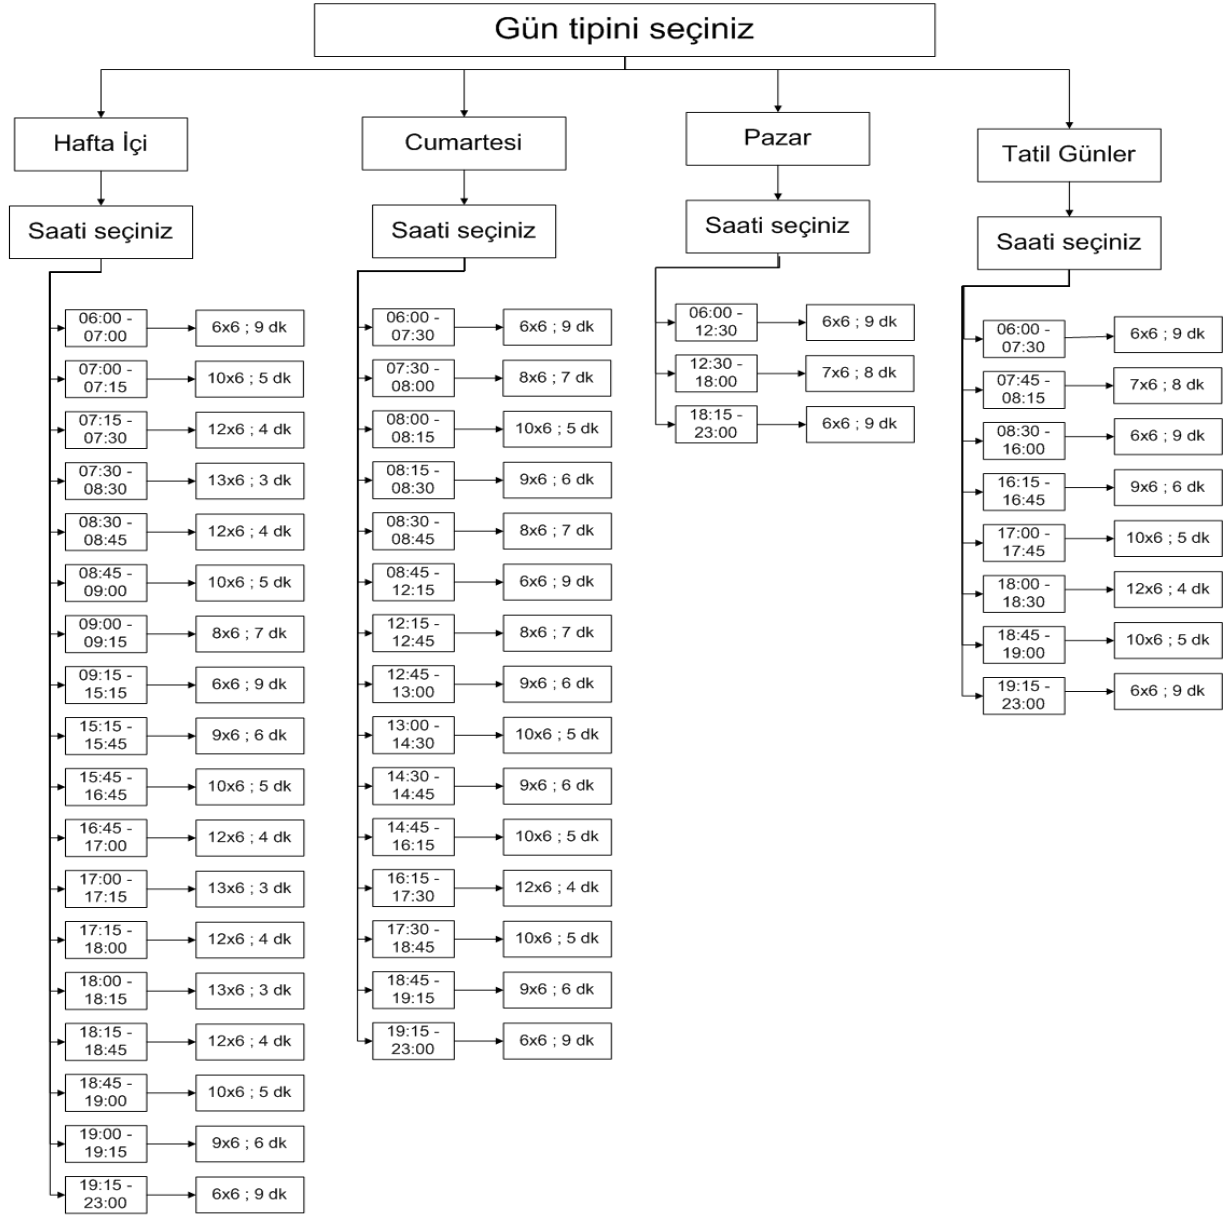 Gün tipini seçiniz
Hafta İçi
Saati seçiniz
06:00 -
07:00
6x6 ; 9 dk
07:00 -
07:15
10x6 ; 5 dk
07:15 -
07:30
12x6 ; 4 dk
07:30 -
08:30
13x6 ; 3 dk
08:30 -
08:45
12x6 ; 4 dk
08:45 -
09:00
10x6 ; 5 dk
09:00 -
09:15
8x6 ; 7 dk
09:15 -
15:15
6x6 ; 9 dk
15:15 -
15:45
9x6 ; 6 dk
15:45 -
16:45
10x6 ; 5 dk
16:45 -
17:00
12x6 ; 4 dk
17:00 -
17:15
13x6 ; 3 dk
17:15 -
18:00
12x6 ; 4 dk
18:00 -
18:15
13x6 ; 3 dk
18:15 -
18:45
12x6 ; 4 dk
18:45 -
19:00
10x6 ; 5 dk
19:00 -
19:15
9x6 ; 6 dk
19:15 -
23:00
6x6 ; 9 dk
Cumartesi
Saati seçiniz
06:00 -
07:30
6x6 ; 9 dk
07:30 -
08:00
8x6 ; 7 dk
08:00 -
08:15
10x6 ; 5 dk
08:15 -
08:30
9x6 ; 6 dk
08:30 -
08:45
8x6 ; 7 dk
08:45 -
12:15
6x6 ; 9 dk
12:15 -
12:45
8x6 ; 7 dk
12:45 -
13:00
9x6 ; 6 dk
13:00 -
14:30
10x6 ; 5 dk
14:30 -
14:45
9x6 ; 6 dk
14:45 -
16:15
10x6 ; 5 dk
16:15 -
17:30
12x6 ; 4 dk
17:30 -
18:45
10x6 ; 5 dk
18:45 -
19:15
9x6 ; 6 dk
19:15 -
23:00
6x6 ; 9 dk
Pazar
Saati seçiniz
06:00 -
12:30
6x6 ; 9 dk
12:30 -
18:00
7x6 ; 8 dk
18:15 -
23:00
6x6 ; 9 dk
Tatil Günler
Saati seçiniz
06:00 -
07:30
6x6 ; 9 dk
07:45 -
08:15
7x6 ; 8 dk
08:30 -
16:00
6x6 ; 9 dk
16:15 -
16:45
9x6 ; 6 dk
17:00 -
17:45
10x6 ; 5 dk
18:00 -
18:30
12x6 ; 4 dk
18:45 -
19:00
10x6 ; 5 dk
19:15 -
23:00
6x6 ; 9 dk